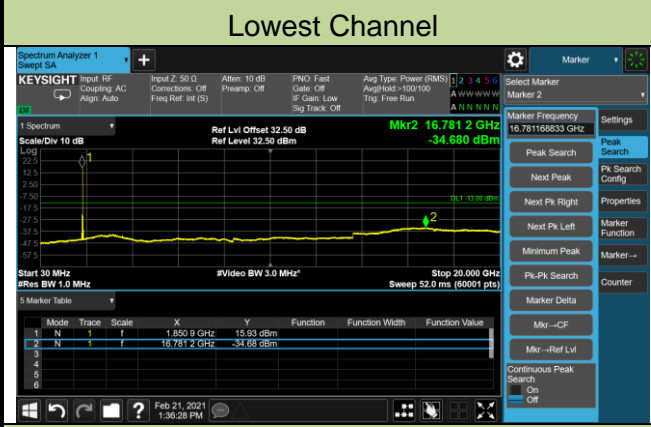 Lowest Channel
Spectrum Analyzer 1
Swept SA
Marker
KEYSIGHT
Input: RF
Coupling: AC
Align: Auto
Input Z: 50 Ω
Corrections: Off
Freq Ref: Int (S)
Atten: 10 dB
Preamp: Off
PNO: Fast
Gate: Off
IF Gain: Low
Sig Track: Off
Avg Type: Power (RMS)
Avg|Hold:>100/100
Trig: Free Run
1 2 3 4 5 6
A W W W W W
A N N N N N
Select Marker
Marker 2
1 Spectrum
Scale/Div 10 dB
Log
Ref Lvl Offset 32.50 dB
Ref Level 32.50 dBm
Mkr2 16.781 2 GHz
-34.680 dBm
22.5
12.5
2.50
-7.50
-17.5
-27.5
-37.5
-47.5
-57.5
1
DL1 -13.00 dBm
2
Start 30 MHz
#Res BW 1.0 MHz
#Video BW 3.0 MHz*
Stop 20.000 GHz
Sweep 52.0 ms (60001 pts)
5 Marker Table
Mode Trace Scale X Y Function Function Width Function Value
1 N 1 f 1.850 9 GHz 15.93 dBm
2 N 1 f 16.781 2 GHz -34.68 dBm
3
4
5
6
Marker Frequency
16.781168833 GHz
Peak Search
Next Peak
Next Pk Right
Next Pk Left
Minimum Peak
Pk-Pk Search
Marker Delta
Mkr→CF
Mkr→Ref Lvl
Continuous Peak
Search
On
Off
Settings
Peak
Search
Pk Search
Config
Properties
Marker
Function
Marker→
Counter
Feb 21, 2021
1:36:28 PM